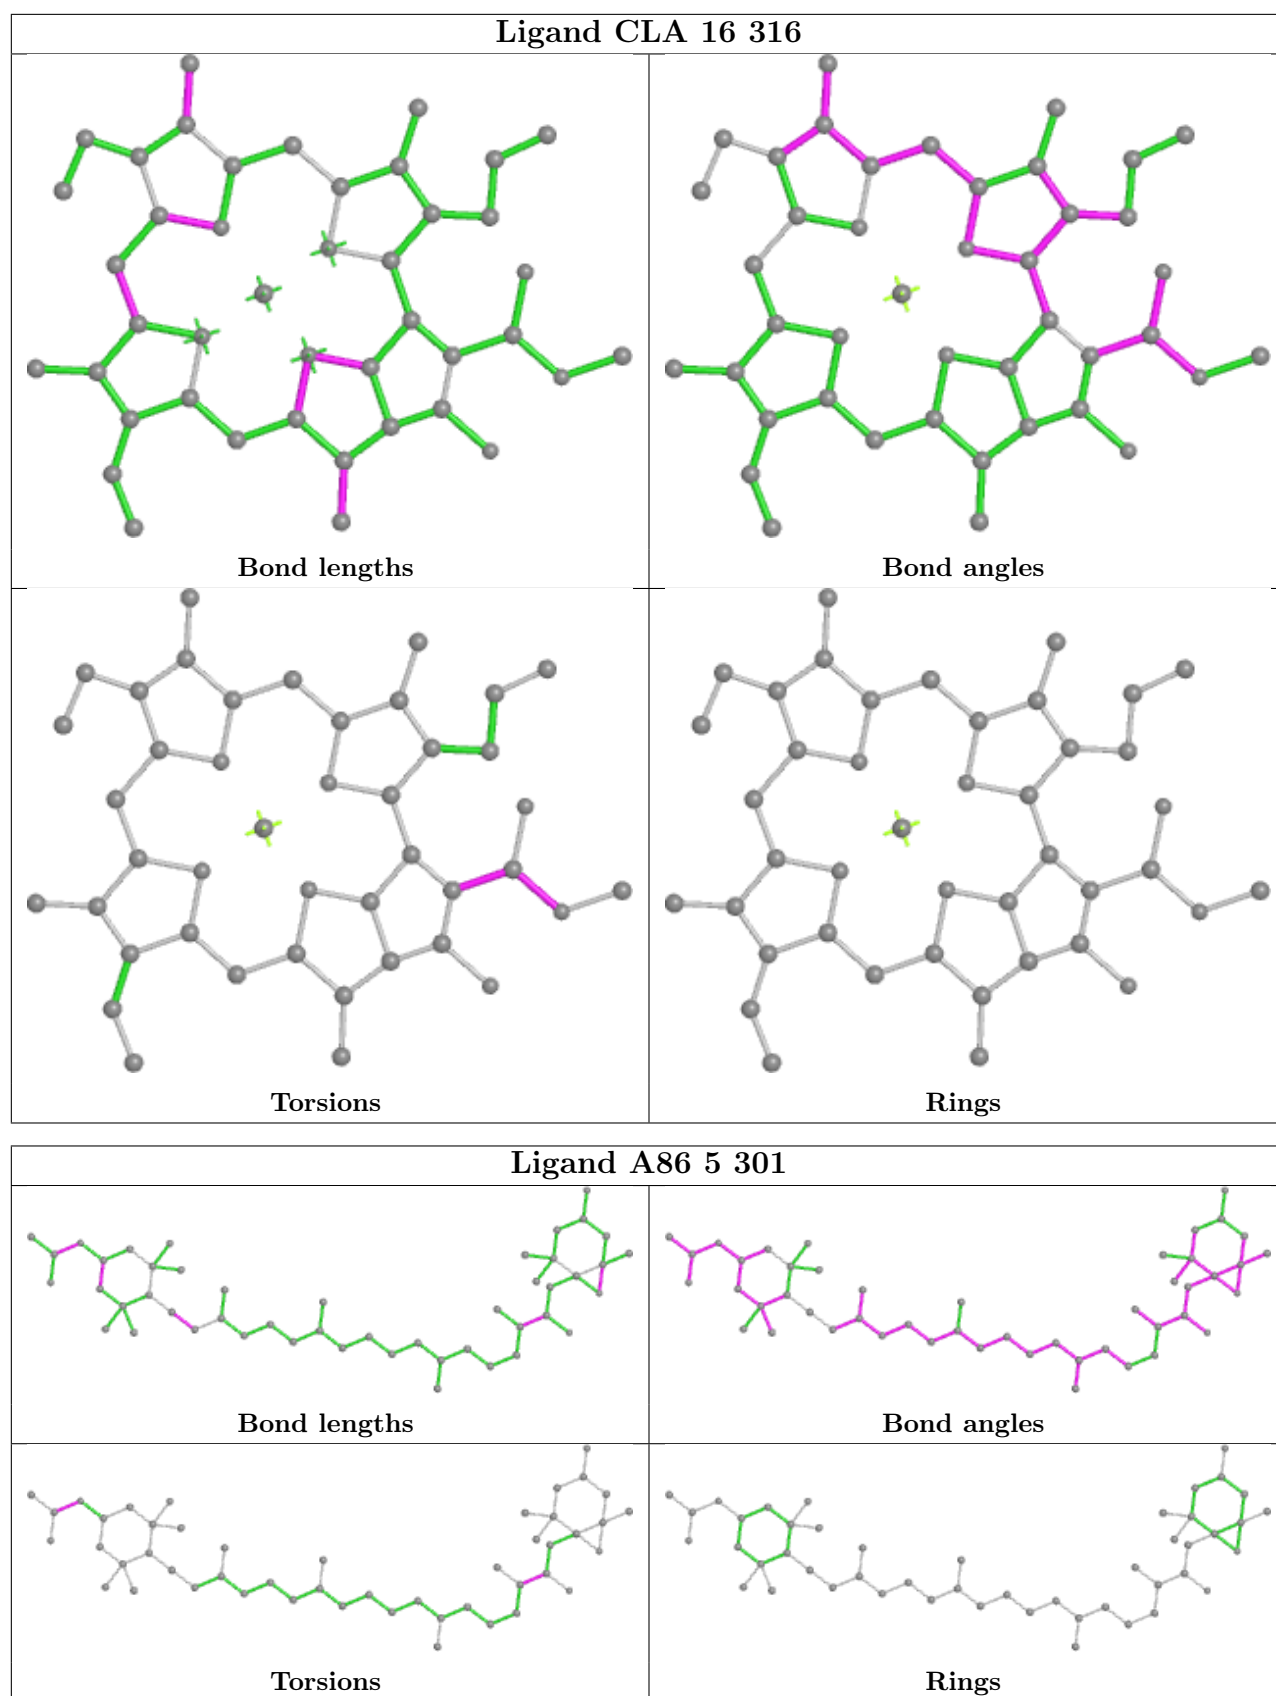 Ligand CLA 16 316
Bond lengths
Bond angles
Torsions
Rings
Ligand A86 5 301
Bond lengths
Bond angles
Torsions
Rings